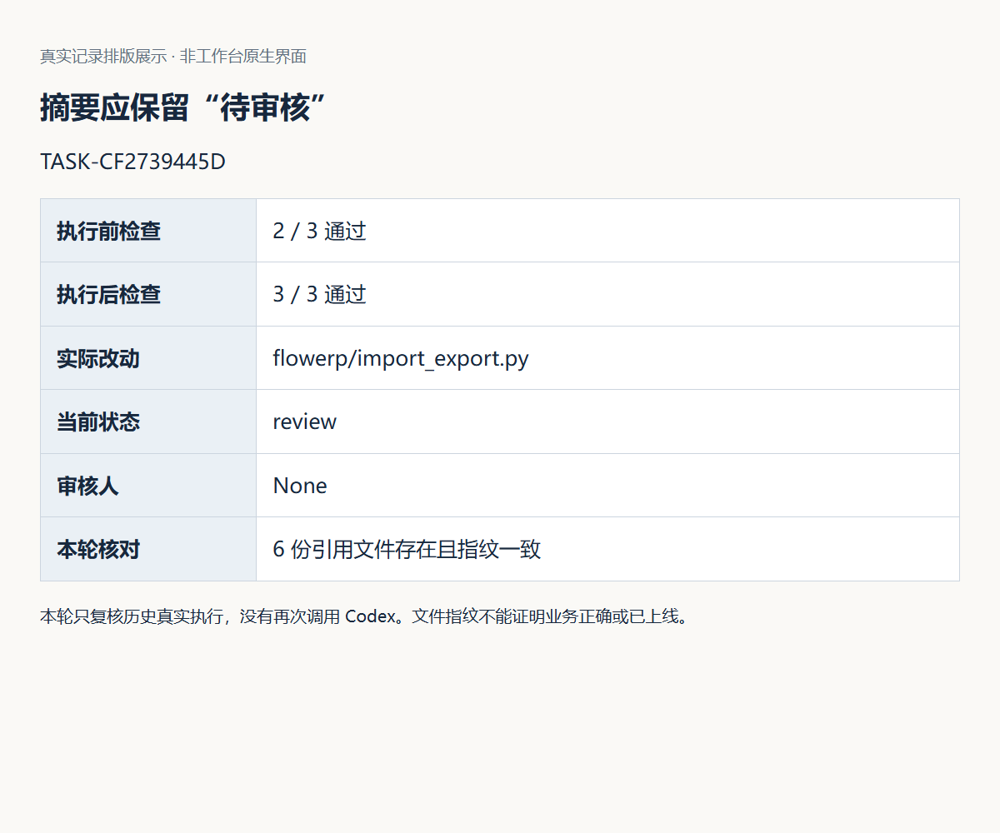 真实记录排版展示 · 非工作台原生界面
摘要应保留“待审核”
TASK-CF2739445D
执行前检查 2 / 3 通过
执行后检查 3 / 3 通过
实际改动 flowerp/import_export.py
当前状态 review
审核人 None
本轮核对 6 份引用文件存在且指纹一致
本轮只复核历史真实执行，没有再次调用 Codex。文件指纹不能证明业务正确或已上线。